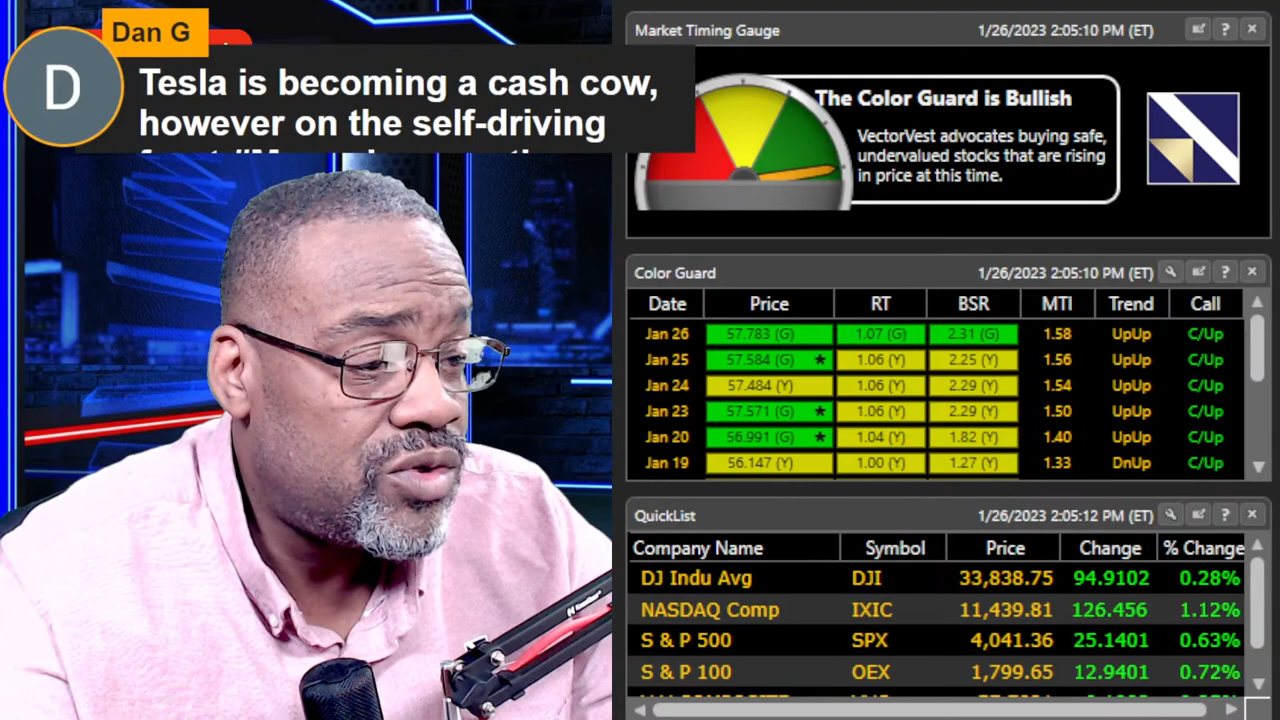 Dan G
D
Tesla is becoming a cash cow,
however on the self-driving
Market Timing Gauge
1/26/2023 2:05:10 PM (ET)
?
The Color Guard is Bullish
VectorVest advocates buying safe,
undervalued stocks that are rising
in price at this time.
Color Guard
1/26/2023 2:05:10 PM (ET)
?
Date Price RT BSR MTI Trend Call
Jan 26 57.783 (G) 1.07 (G) 2.31 (G) 1.58 UpUp C/Up
Jan 25 57.584 (G) * 1.06 (Y) 2.25 (Y) 1.56 UpUp C/Up
Jan 24 57.484 (Y) 1.06 (Y) 2.29 (Y) 1.54 UpUp C/Up
Jan 23 57.571 (G) * 1.06 (Y) 2.29 (Y) 1.50 UpUp C/Up
Jan 20 56.991 (G) * 1.04 (Y) 1.82 (Y) 1.40 UpUp C/Up
Jan 19 56.147 (Y) 1.00 (Y) 1.27 (Y) 1.33 DnUp C/Up
QuickList
1/26/2023 2:05:12 PM (ET)
?
Company Name Symbol Price Change % Change
DJ Indu Avg DJI 33,838.75 94.9102 0.28%
NASDAQ Comp IXIC 11,439.81 126.456 1.12%
S & P 500 SPX 4,041.36 25.1401 0.63%
S & P 100 OEX 1,799.65 12.9401 0.72%